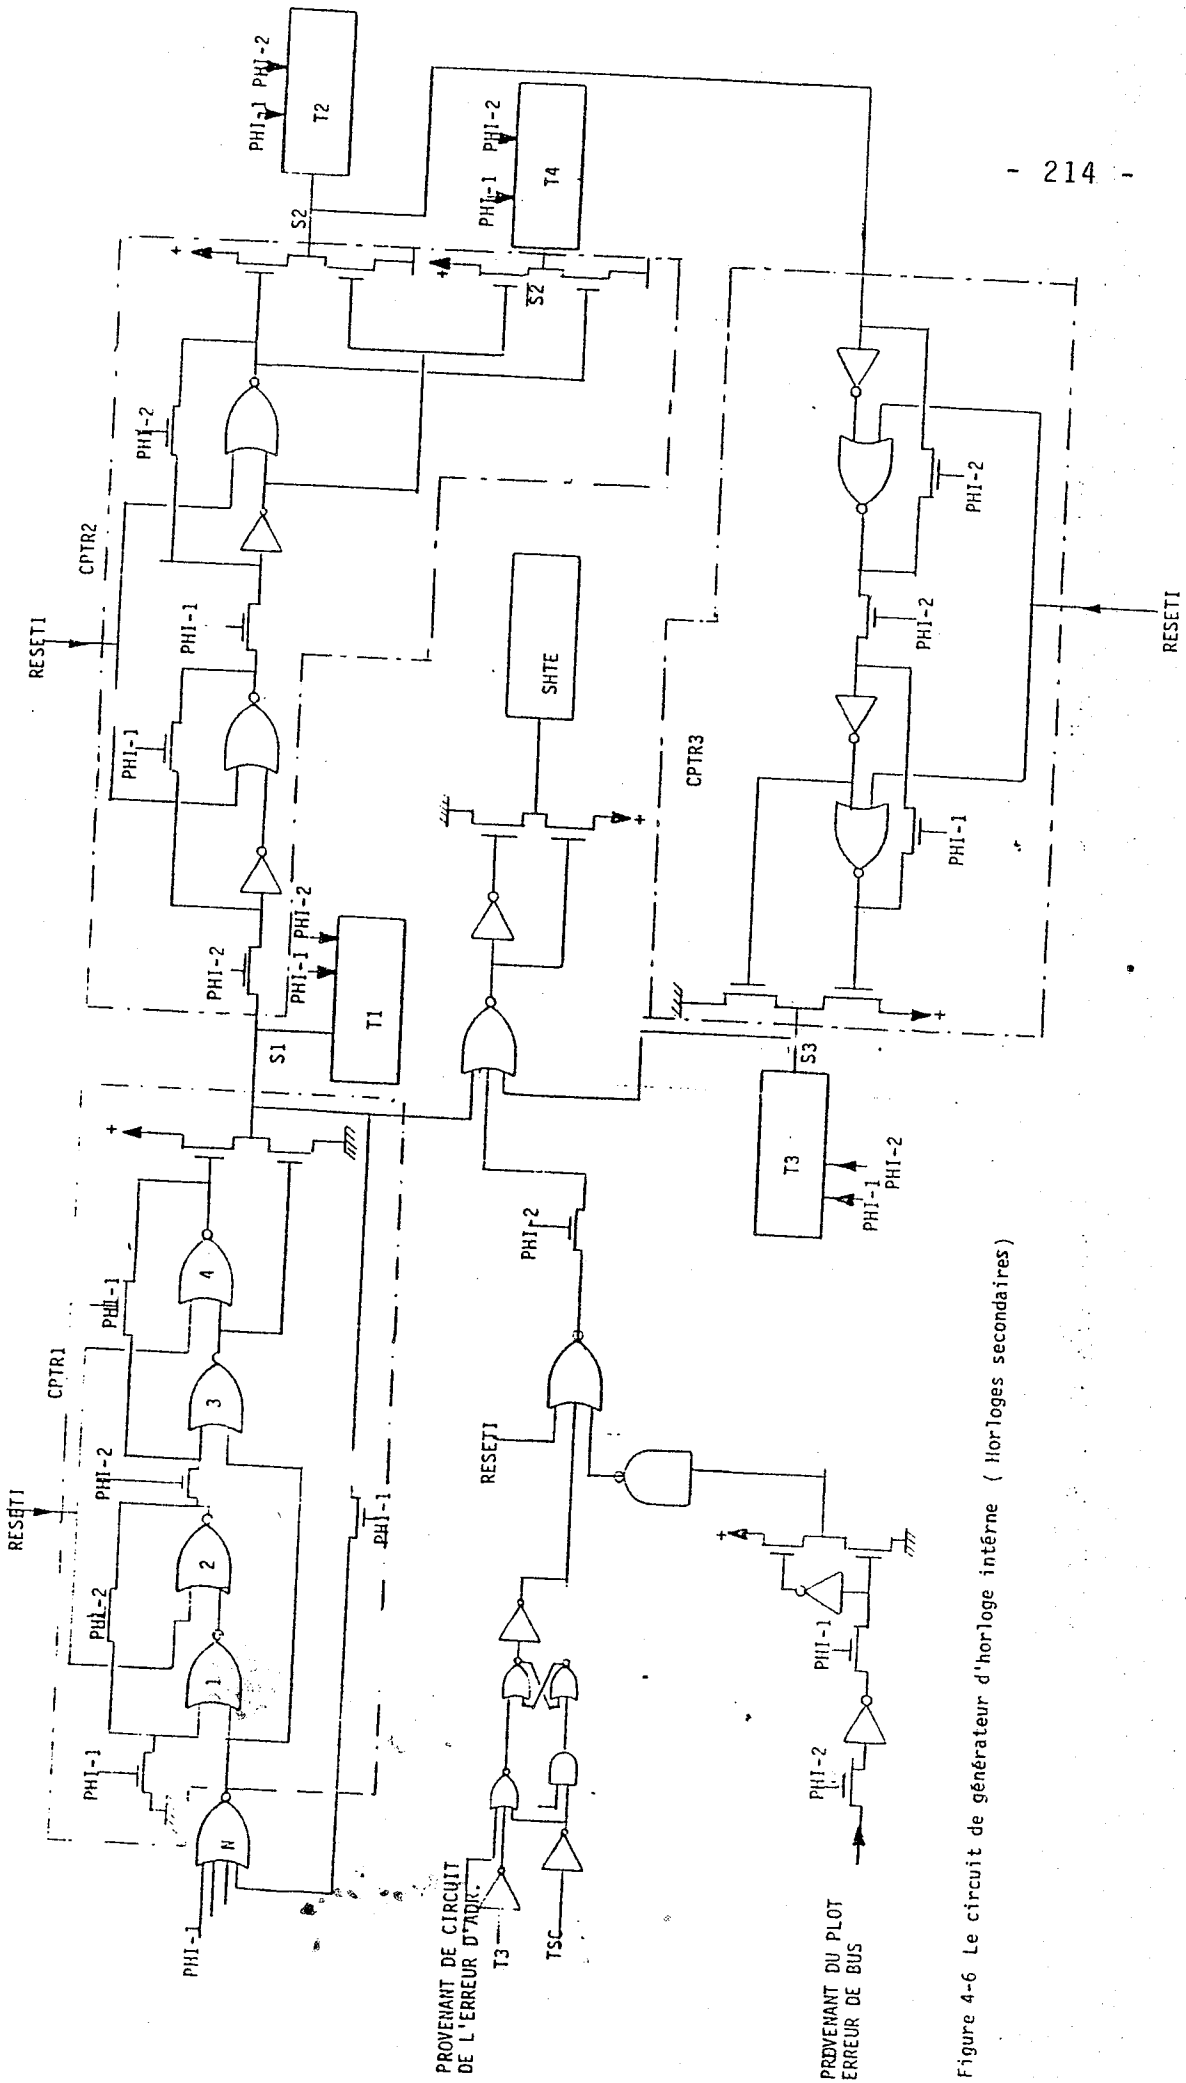 - 214 -
RESETI
CPTR1
PHI-1
PHI-2
PHI-2
PHI-1
PHI-1
N
1
2
3
4
PHI-1
+
S1
PHI-1
PHI-2
T1
RESETI
CPTR2
PHI-2
PHI-1
PHI-1
PHI-2
+
S2
PHI-1
PHI-2
T2
+
S2
PHI-1
PHI-2
T4
PROVENANT DE CIRCUIT
DE L'ERREUR D'ADR.
T3
TSC
RESETI
PHI-2
SHTE
+
PROVENANT DU PLOT
ERREUR DE BUS
PHI-2
PHI-1
+
CPTR3
T3
PHI-1
PHI-2
S3
+
PHI-1
PHI-2
PHI-2
RESETI
Figure 4-6 Le circuit de générateur d'horloge intérne ( Horloges secondaires)